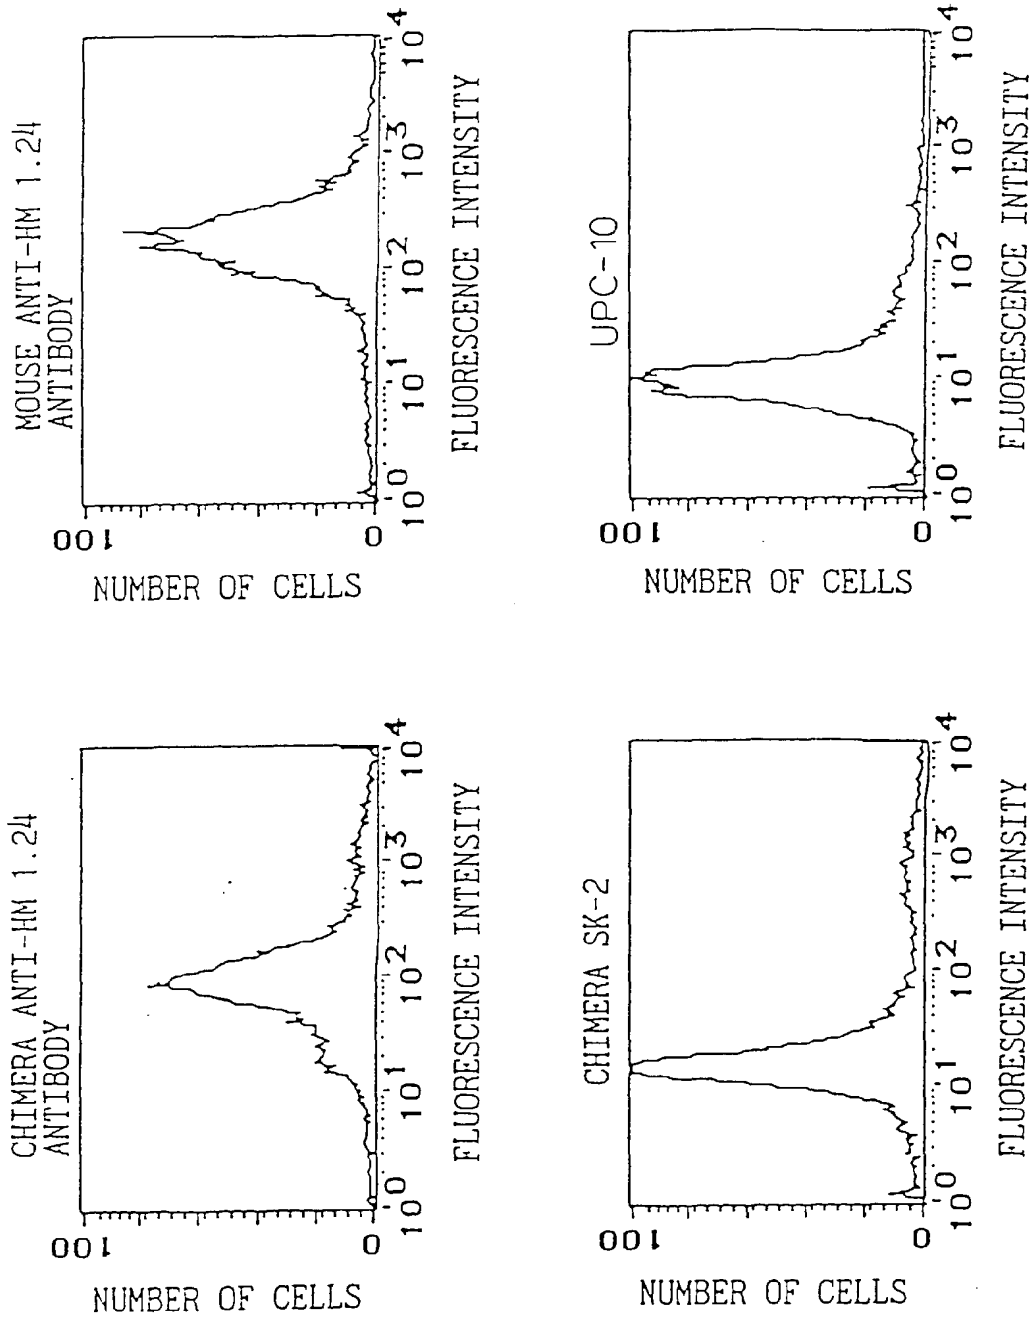 CHIMERA ANTI-HM 1.24
ANTIBODY
NUMBER OF CELLS
100
0
10^0 10^1 10^2 10^3 10^4
FLUORESCENCE INTENSITY
MOUSE ANTI-HM 1.24
ANTIBODY
NUMBER OF CELLS
100
0
10^0 10^1 10^2 10^3 10^4
FLUORESCENCE INTENSITY
CHIMERA SK-2
NUMBER OF CELLS
100
0
10^0 10^1 10^2 10^3 10^4
FLUORESCENCE INTENSITY
UPC-10
NUMBER OF CELLS
100
0
10^0 10^1 10^2 10^3 10^4
FLUORESCENCE INTENSITY